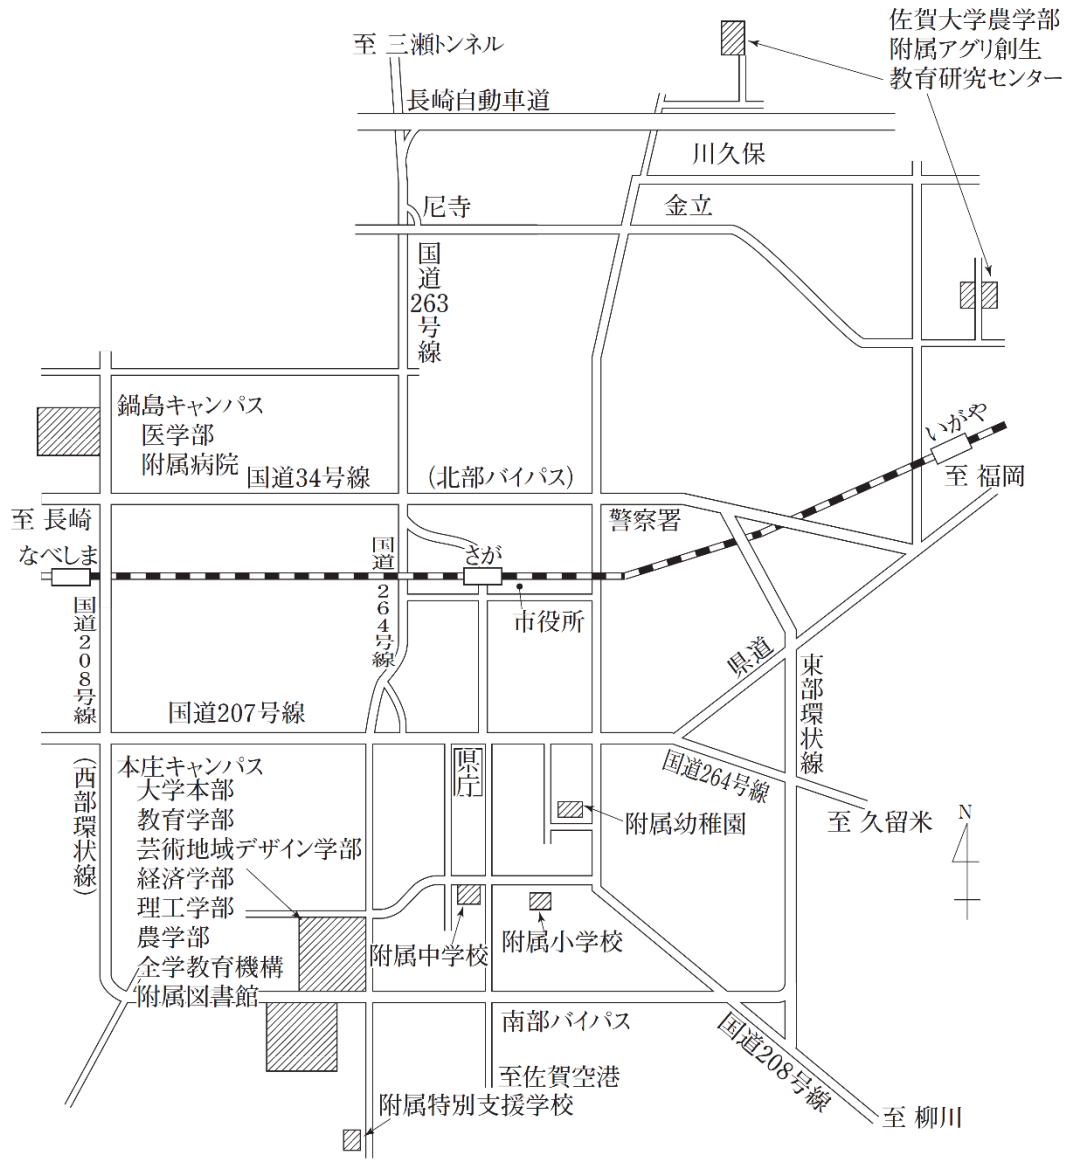 佐賀大学農学部
附属アグリ創生
教育研究センター
至 三瀬トンネル
長崎自動車道
川久保
尼寺
金立
国道263号線
鍋島キャンパス
医学部
附属病院
国道34号線
(北部バイパス)
いがや
至 福岡
至 長崎
なべしま
警察署
国道264号線
さが
市役所
国道208号線
県道
東部環状線
国道207号線
(西部環状線)
本庄キャンパス
大学本部
教育学部
芸術地域デザイン学部
経済学部
理工学部
農学部
全学教育機構
附属図書館
県庁
国道264号線
至 久留米
附属幼稚園
N
附属中学校
附属小学校
南部バイパス
国道208号線
至佐賀空港
附属特別支援学校
至 柳川